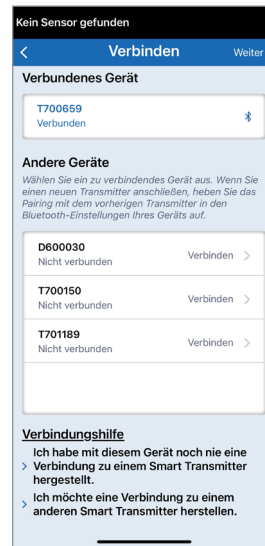 Kein Sensor gefunden
Verbinden
Weiter
Verbundenes Gerät
T700659
Verbunden
Andere Geräte
Wählen Sie ein zu verbindendes Gerät aus. Wenn Sie
einen neuen Transmitter anschließen, heben Sie das
Pairing mit dem vorherigen Transmitter in den
Bluetooth-Einstellungen Ihres Geräts auf.
D600030
Nicht verbunden
Verbinden
T700150
Nicht verbunden
Verbinden
T701189
Nicht verbunden
Verbinden
Verbindungshilfe
Ich habe mit diesem Gerät noch nie eine
Verbindung zu einem Smart Transmitter
hergestellt.
Ich möchte eine Verbindung zu einem
anderen Smart Transmitter herstellen.